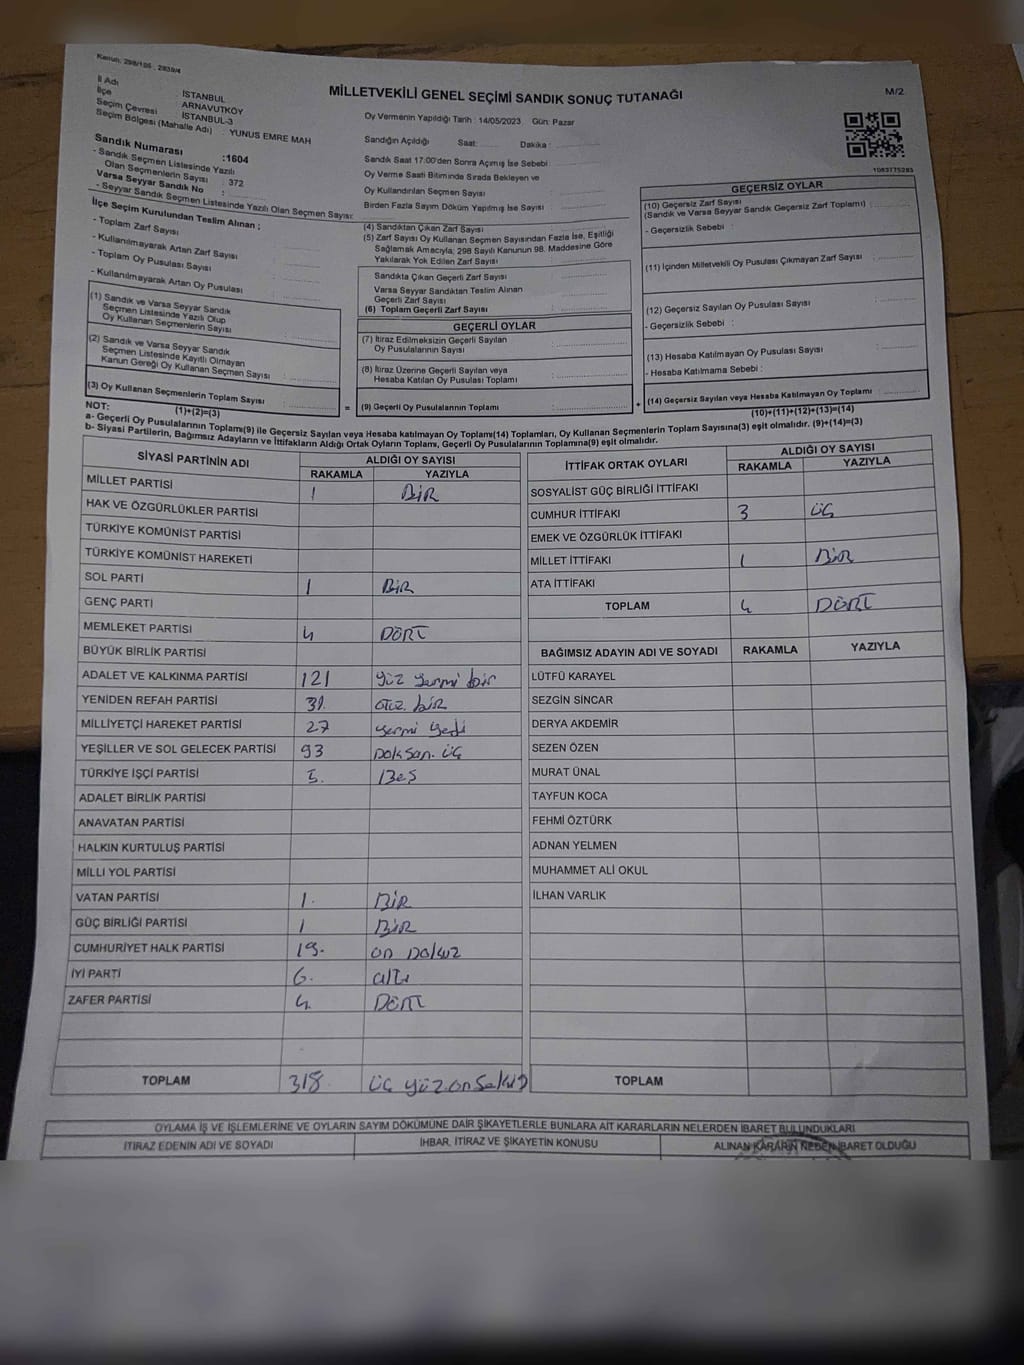 Kanun, 298/105 , 2839/4
MİLLETVEKİLİ GENEL SEÇİMİ SANDIK SONUÇ TUTANAĞI
M/2
İl Adı İSTANBUL
İlçe ARNAVUTKÖY
Seçim Çevresi İSTANBUL-3
Seçim Bölgesi (Mahalle Adı) YUNUS EMRE MAH
Sandık Numarası :1604
- Sandık Seçmen Listesinde Yazılı
Olan Seçmenlerin Sayısı : 372
Varsa Seyyar Sandık No :
- Seyyar Sandık Seçmen Listesinde Yazılı Olan Seçmen Sayısı:
İlçe Seçim Kurulundan Teslim Alınan ;
- Toplam Zarf Sayısı
- Kullanılmayarak Artan Zarf Sayısı
- Toplam Oy Pusulası Sayısı
- Kullanılmayarak Artan Oy Pusulası
(1) Sandık ve Varsa Seyyar Sandık
Seçmen Listesinde Yazılı Olup
Oy Kullanan Seçmenlerin Sayısı
(2) Sandık ve Varsa Seyyar Sandık
Seçmen Listesinde Kayıtlı Olmayan
Kanun Gereği Oy Kullanan Seçmen Sayısı
(3) Oy Kullanan Seçmenlerin Toplam Sayısı
(1)+(2)=(3)
Oy Vermenin Yapıldığı Tarih : 14/05/2023 Gün: Pazar
Sandığın Açıldığı Saat: Dakika :
Sandık Saat 17.00'den Sonra Açımış İse Sebebi :
Oy Verme Saati Bitiminde Sırada Bekleyen ve
Oy Kullandırılan Seçmen Sayısı
Birden Fazla Sayım Döküm Yapılmış İse Sayısı
(4) Sandıktan Çıkan Zarf Sayısı
(5) Zarf Sayısı Oy Kullanan Seçmen Sayısından Fazla İse, Eşitliği
Sağlamak Amacıyla, 298 Sayılı Kanunun 98. Maddesine Göre
Yakılarak Yok Edilen Zarf Sayısı
Sandıkta Çıkan Geçerli Zarf Sayısı
Varsa Seyyar Sandıktan Teslim Alınan
Geçerli Zarf Sayısı
(6) Toplam Geçerli Zarf Sayısı
GEÇERLİ OYLAR
(7) İtiraz Edilmeksizin Geçerli Sayılan
Oy Pusulalarının Sayısı
(8) İtiraz Üzerine Geçerli Sayılan veya
Hesaba Katılan Oy Pusulası Toplamı
= (9) Geçerli Oy Pusulalarının Toplamı +
1083775283
GEÇERSİZ OYLAR
(10) Geçersiz Zarf Sayısı
(Sandık ve Varsa Seyyar Sandık Geçersiz Zarf Toplamı) :
- Geçersizlik Sebebi :
(11) İçinden Milletvekili Oy Pusulası Çıkmayan Zarf Sayısı :
(12) Geçersiz Sayılan Oy Pusulası Sayısı :
- Geçersizlik Sebebi :
(13) Hesaba Katılmayan Oy Pusulası Sayısı :
- Hesaba Katılmama Sebebi :
(14) Geçersiz Sayılan veya Hesaba Katılmayan Oy Toplamı :
(10)+(11)+(12)+(13)=(14)
NOT:
a- Geçerli Oy Pusulalarının Toplamı(9) ile Geçersiz Sayılan veya Hesaba katılmayan Oy Toplamı(14) Toplamları, Oy Kullanan Seçmenlerin Toplam Sayısına(3) eşit olmalıdır. (9)+(14)=(3)
b- Siyasi Partilerin, Bağımsız Adayların ve İttifakların Aldığı Ortak Oyların Toplamı, Geçerli Oy Pusulalarının Toplamına(9) eşit olmalıdır.
SİYASİ PARTİNİN ADI ALDIĞI OY SAYISI
RAKAMLA YAZIYLA
MİLLET PARTİSİ 1 BİR
HAK VE ÖZGÜRLÜKLER PARTİSİ
TÜRKİYE KOMÜNİST PARTİSİ
TÜRKİYE KOMÜNİST HAREKETİ
SOL PARTİ 1 BİR
GENÇ PARTİ
MEMLEKET PARTİSİ 4 DÖRT
BÜYÜK BİRLİK PARTİSİ
ADALET VE KALKINMA PARTİSİ 121 yüz yirmi bir
YENİDEN REFAH PARTİSİ 31. otuz bir
MİLLİYETÇİ HAREKET PARTİSİ 27 yirmi yedi
YEŞİLLER VE SOL GELECEK PARTİSİ 93 Doksan. üç
TÜRKİYE İŞÇİ PARTİSİ 5. Beş
ADALET BİRLİK PARTİSİ
ANAVATAN PARTİSİ
HALKIN KURTULUŞ PARTİSİ
MİLLİ YOL PARTİSİ
VATAN PARTİSİ 1. BİR
GÜÇ BİRLİĞİ PARTİSİ 1 BİR
CUMHURİYET HALK PARTİSİ 19. on Dokuz
İYİ PARTİ 6. altı
ZAFER PARTİSİ 4. DÖRT
TOPLAM 318 üç yüz on Sekiz
İTTİFAK ORTAK OYLARI ALDIĞI OY SAYISI
RAKAMLA YAZIYLA
SOSYALİST GÜÇ BİRLİĞİ İTTİFAKI
CUMHUR İTTİFAKI 3 üç
EMEK VE ÖZGÜRLÜK İTTİFAKI
MİLLET İTTİFAKI 1 BİR
ATA İTTİFAKI
TOPLAM 4 DÖRT
BAĞIMSIZ ADAYIN ADI VE SOYADI RAKAMLA YAZIYLA
LÜTFÜ KARAYEL
SEZGİN SİNCAR
DERYA AKDEMİR
SEZEN ÖZEN
MURAT ÜNAL
TAYFUN KOCA
FEHMİ ÖZTÜRK
ADNAN YELMEN
MUHAMMET ALİ OKUL
İLHAN VARLIK
TOPLAM
OYLAMA İŞ VE İŞLEMLERİNE VE OYLARIN SAYIM DÖKÜMÜNE DAİR ŞİKAYETLERLE BUNLARA AİT KARARLARIN NELERDEN İBARET BULUNDUKLARI
İTİRAZ EDENİN ADI VE SOYADI İHBAR, İTİRAZ VE ŞİKAYETİN KONUSU ALINAN KARARIN NEDEN İBARET OLDUĞU